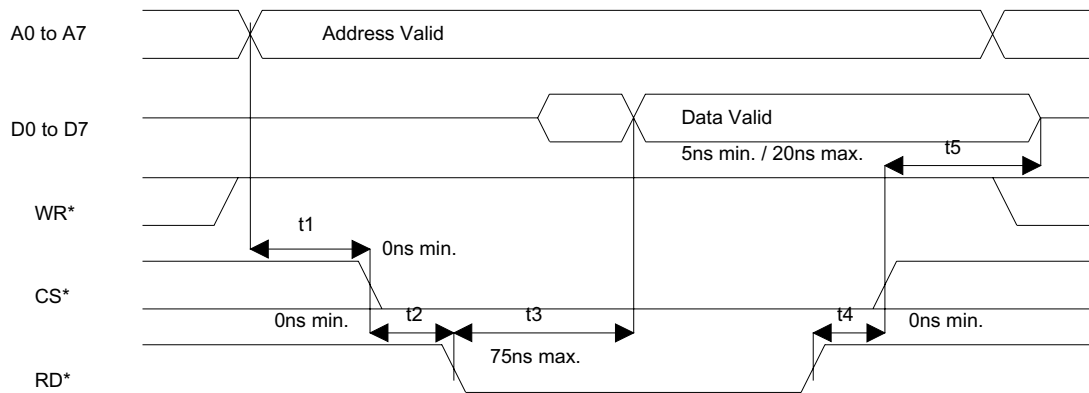 A0 to A7
Address Valid
D0 to D7
Data Valid
5ns min. / 20ns max.
t5
WR*
t1
0ns min.
CS*
0ns min.
t2
t3
t4
0ns min.
75ns max.
RD*